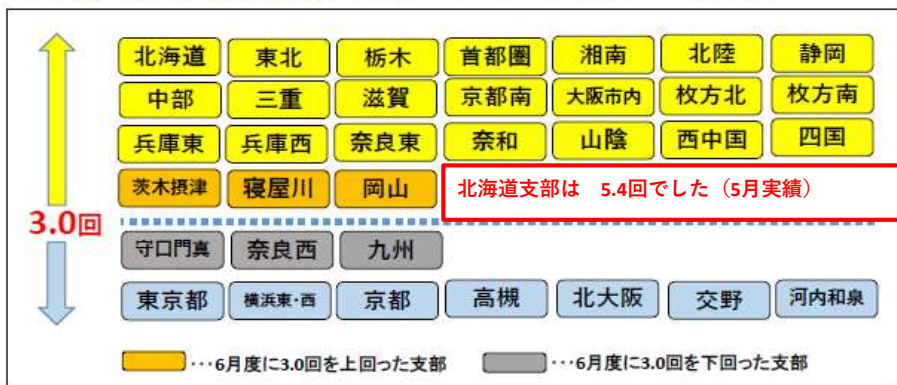 北海道 東北 栃木 首都圏 湘南 北陸 静岡
中部 三重 滋賀 京都南 大阪市内 枚方北 枚方南
兵庫東 兵庫西 奈良東 奈和 山陰 西中国 四国
茨木摂津 寝屋川 岡山 北海道支部は 5.4回でした（5月実績）
3.0回
守口門真 奈良西 九州
東京都 横浜東・西 京都 高槻 北大阪 交野 河内和泉
･･･6月度に3.0回を上回った支部 ･･･6月度に3.0回を下回った支部